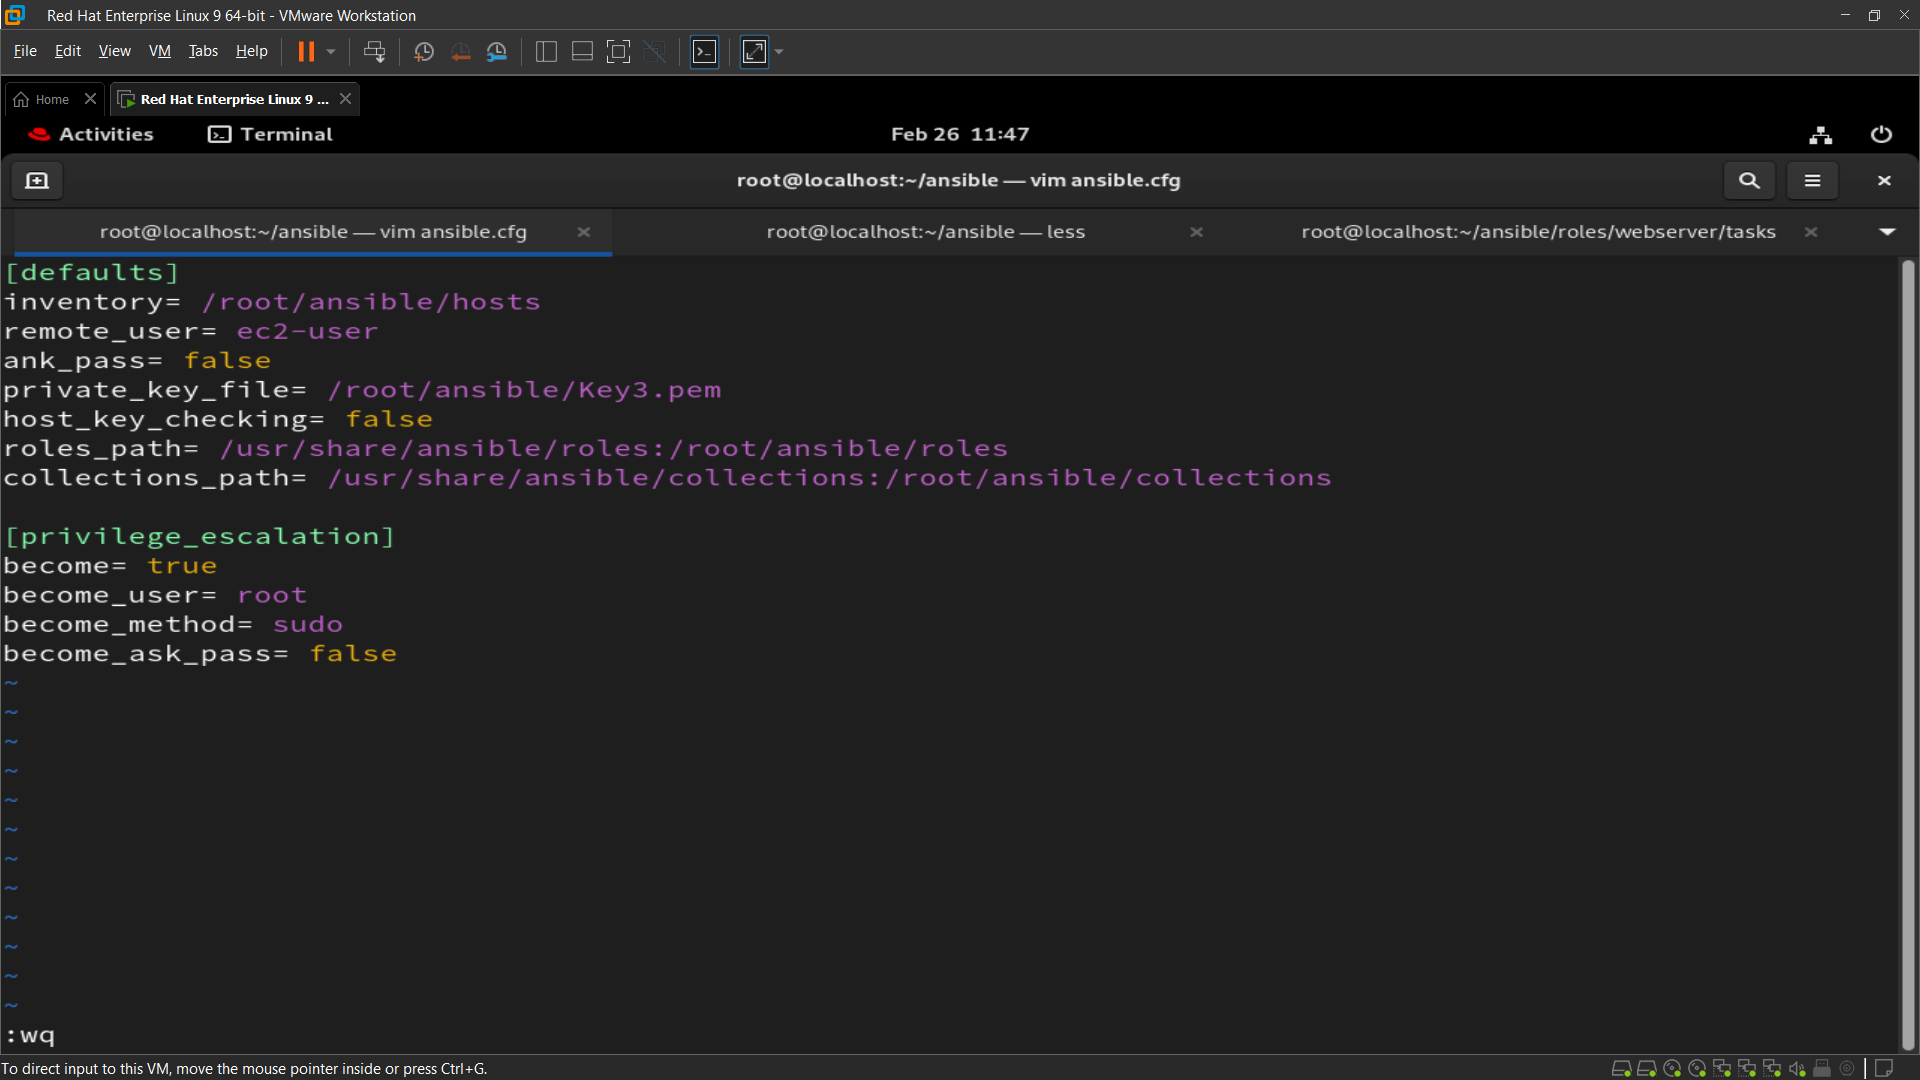 Red Hat Enterprise Linux 9 64-bit - VMware Workstation
File Edit View VM Tabs Help
Home Red Hat Enterprise Linux 9 ...
Activities Terminal Feb 26 11:47
root@localhost:~/ansible — vim ansible.cfg
root@localhost:~/ansible — vim ansible.cfg root@localhost:~/ansible — less root@localhost:~/ansible/roles/webserver/tasks
[defaults]
inventory= /root/ansible/hosts
remote_user= ec2-user
ank_pass= false
private_key_file= /root/ansible/Key3.pem
host_key_checking= false
roles_path= /usr/share/ansible/roles:/root/ansible/roles
collections_path= /usr/share/ansible/collections:/root/ansible/collections
[privilege_escalation]
become= true
become_user= root
become_method= sudo
become_ask_pass= false
~
~
~
~
~
~
~
~
~
~
~
~
:wq
To direct input to this VM, move the mouse pointer inside or press Ctrl+G.